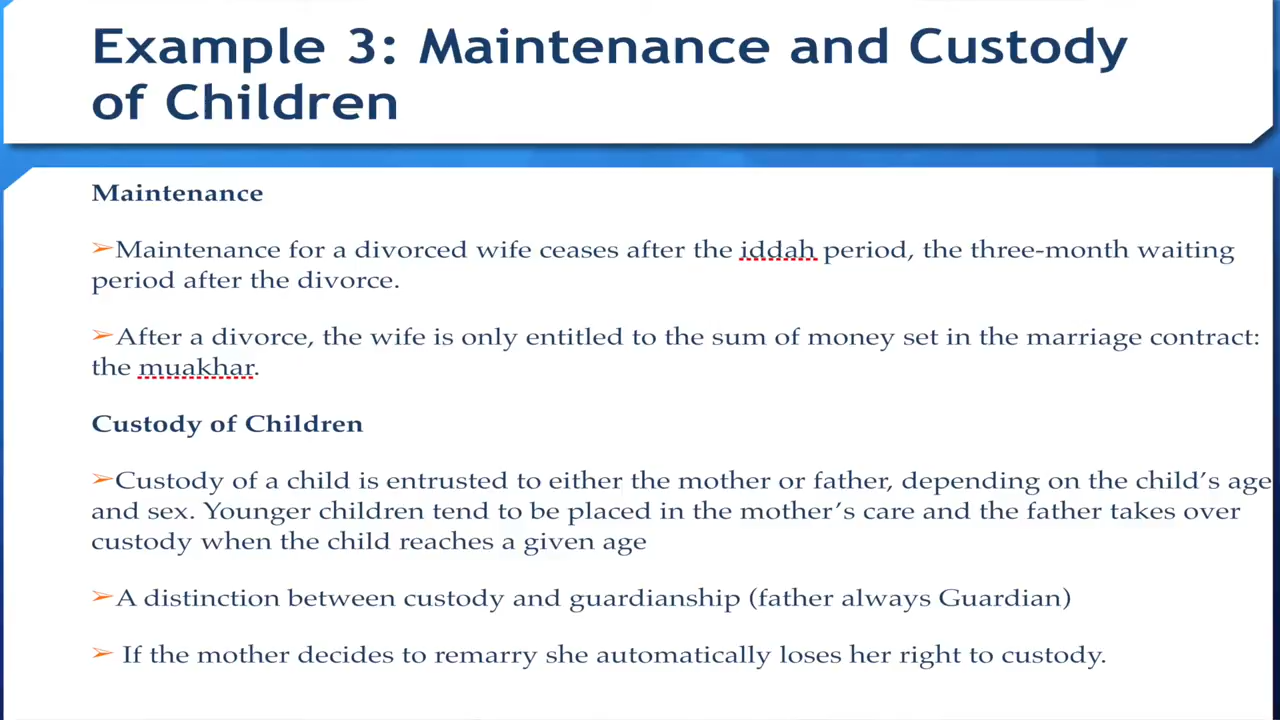 Example 3: Maintenance and Custody
of Children
Maintenance
➢Maintenance for a divorced wife ceases after the iddah period, the three-month waiting
period after the divorce.
➢After a divorce, the wife is only entitled to the sum of money set in the marriage contract:
the muakhar.
Custody of Children
➢Custody of a child is entrusted to either the mother or father, depending on the child’s age
and sex. Younger children tend to be placed in the mother’s care and the father takes over
custody when the child reaches a given age
➢A distinction between custody and guardianship (father always Guardian)
➢ If the mother decides to remarry she automatically loses her right to custody.